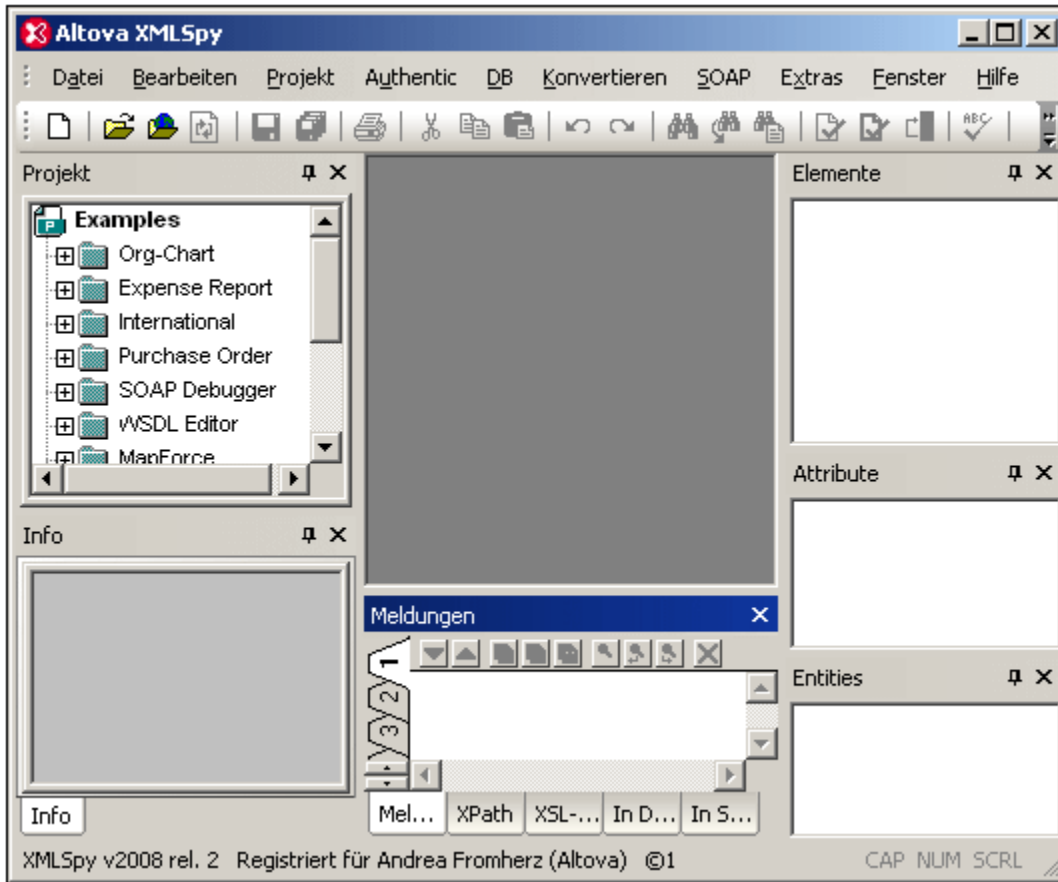 Altova XMLSpy
Datei Bearbeiten Projekt Authentic DB Konvertieren SOAP Extras Fenster Hilfe
ABC
Projekt
Examples
Org-Chart
Expense Report
International
Purchase Order
SOAP Debugger
WSDL Editor
MapForce
Info
Info
Meldungen
1
2
3
Mel... XPath XSL-... In D... In S...
Elemente
Attribute
Entities
XMLSpy v2008 rel. 2 Registriert für Andrea Fromherz (Altova) ©1 CAP NUM SCRL